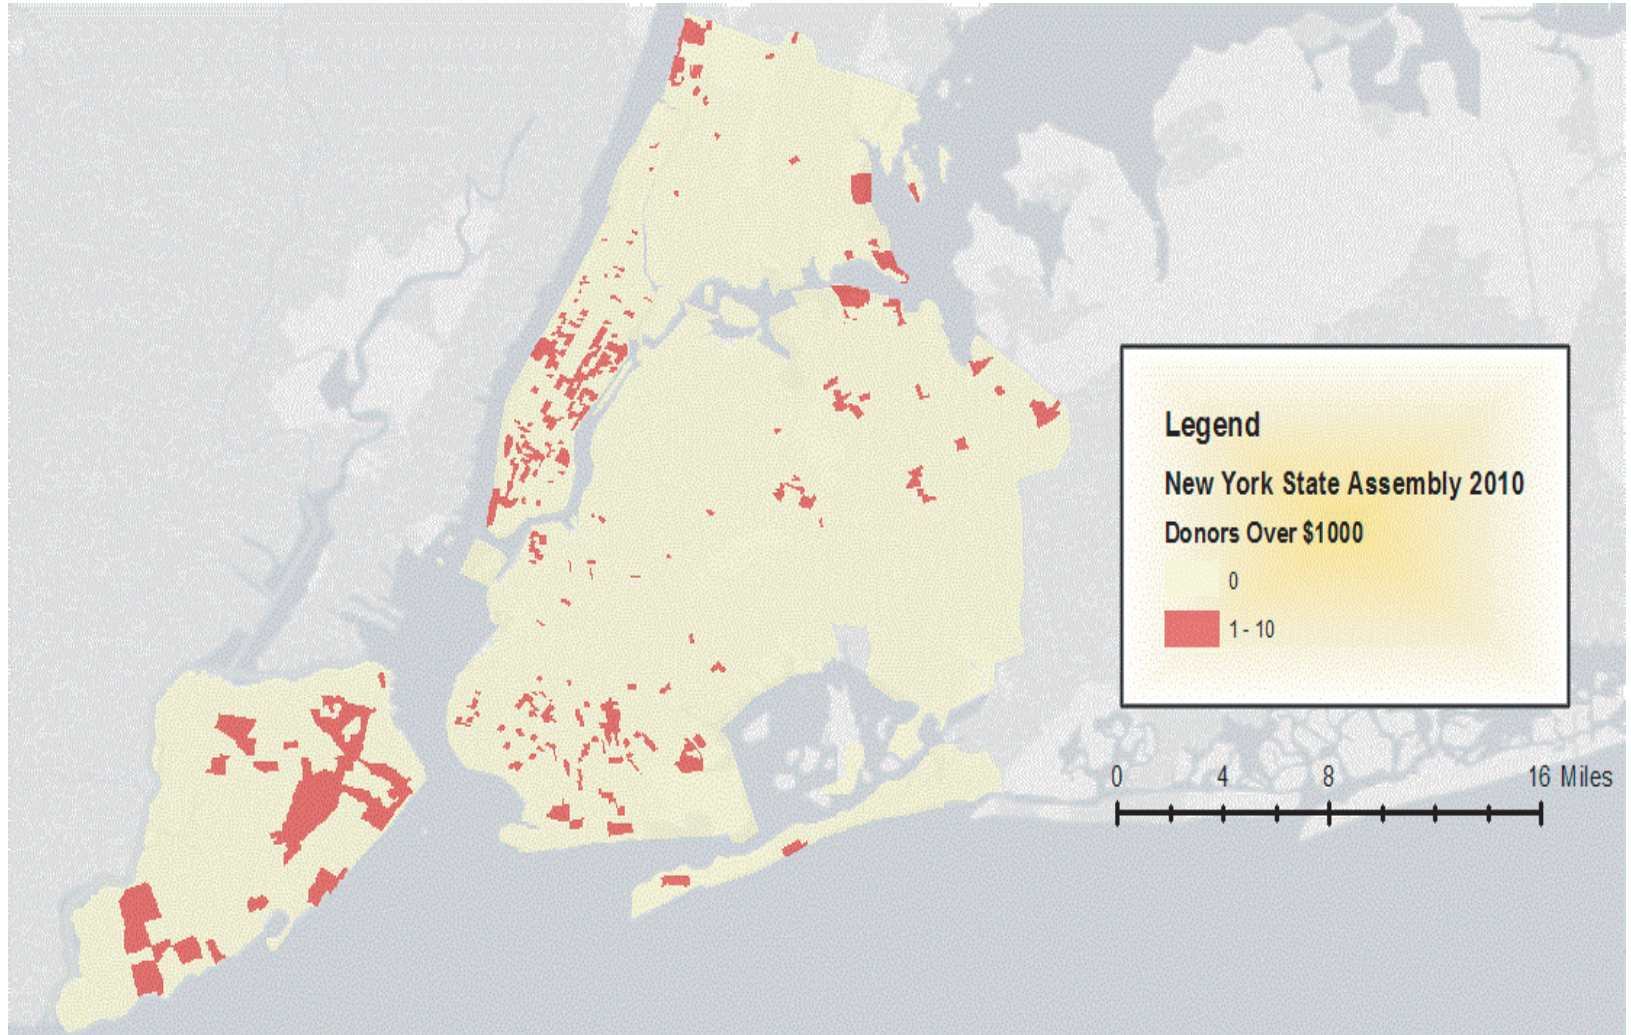 Legend
New York State Assembly 2010
Donors Over $1000
0
1 - 10
0 4 8 16 Miles